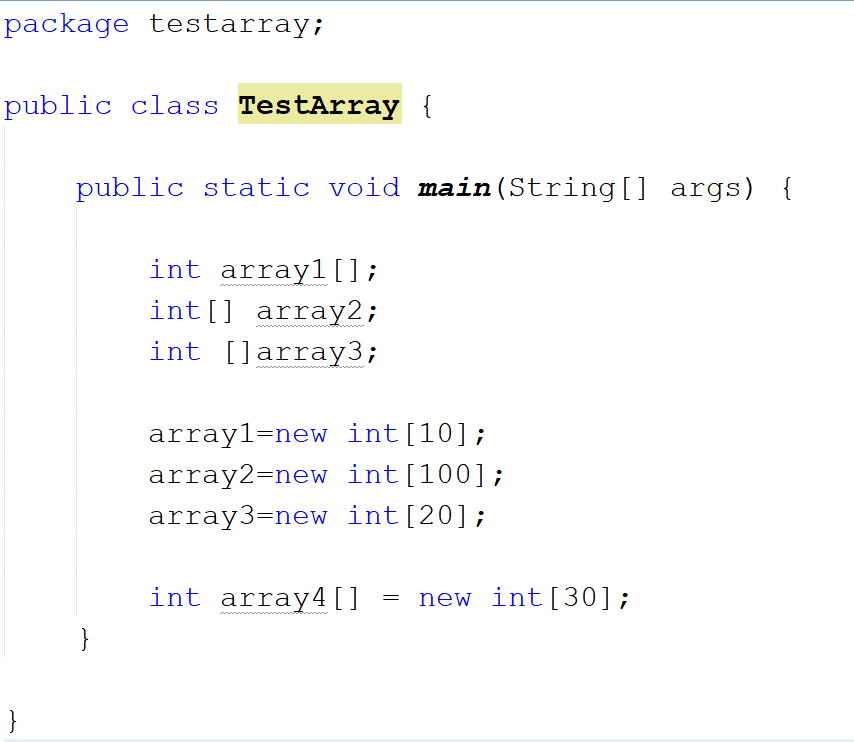 package testarray;
public class TestArray {
public static void main(String[] args) {
int array1[];
int[] array2;
int []array3;
array1=new int[10];
array2=new int[100];
array3=new int[20];
int array4[] = new int[30];
}
}